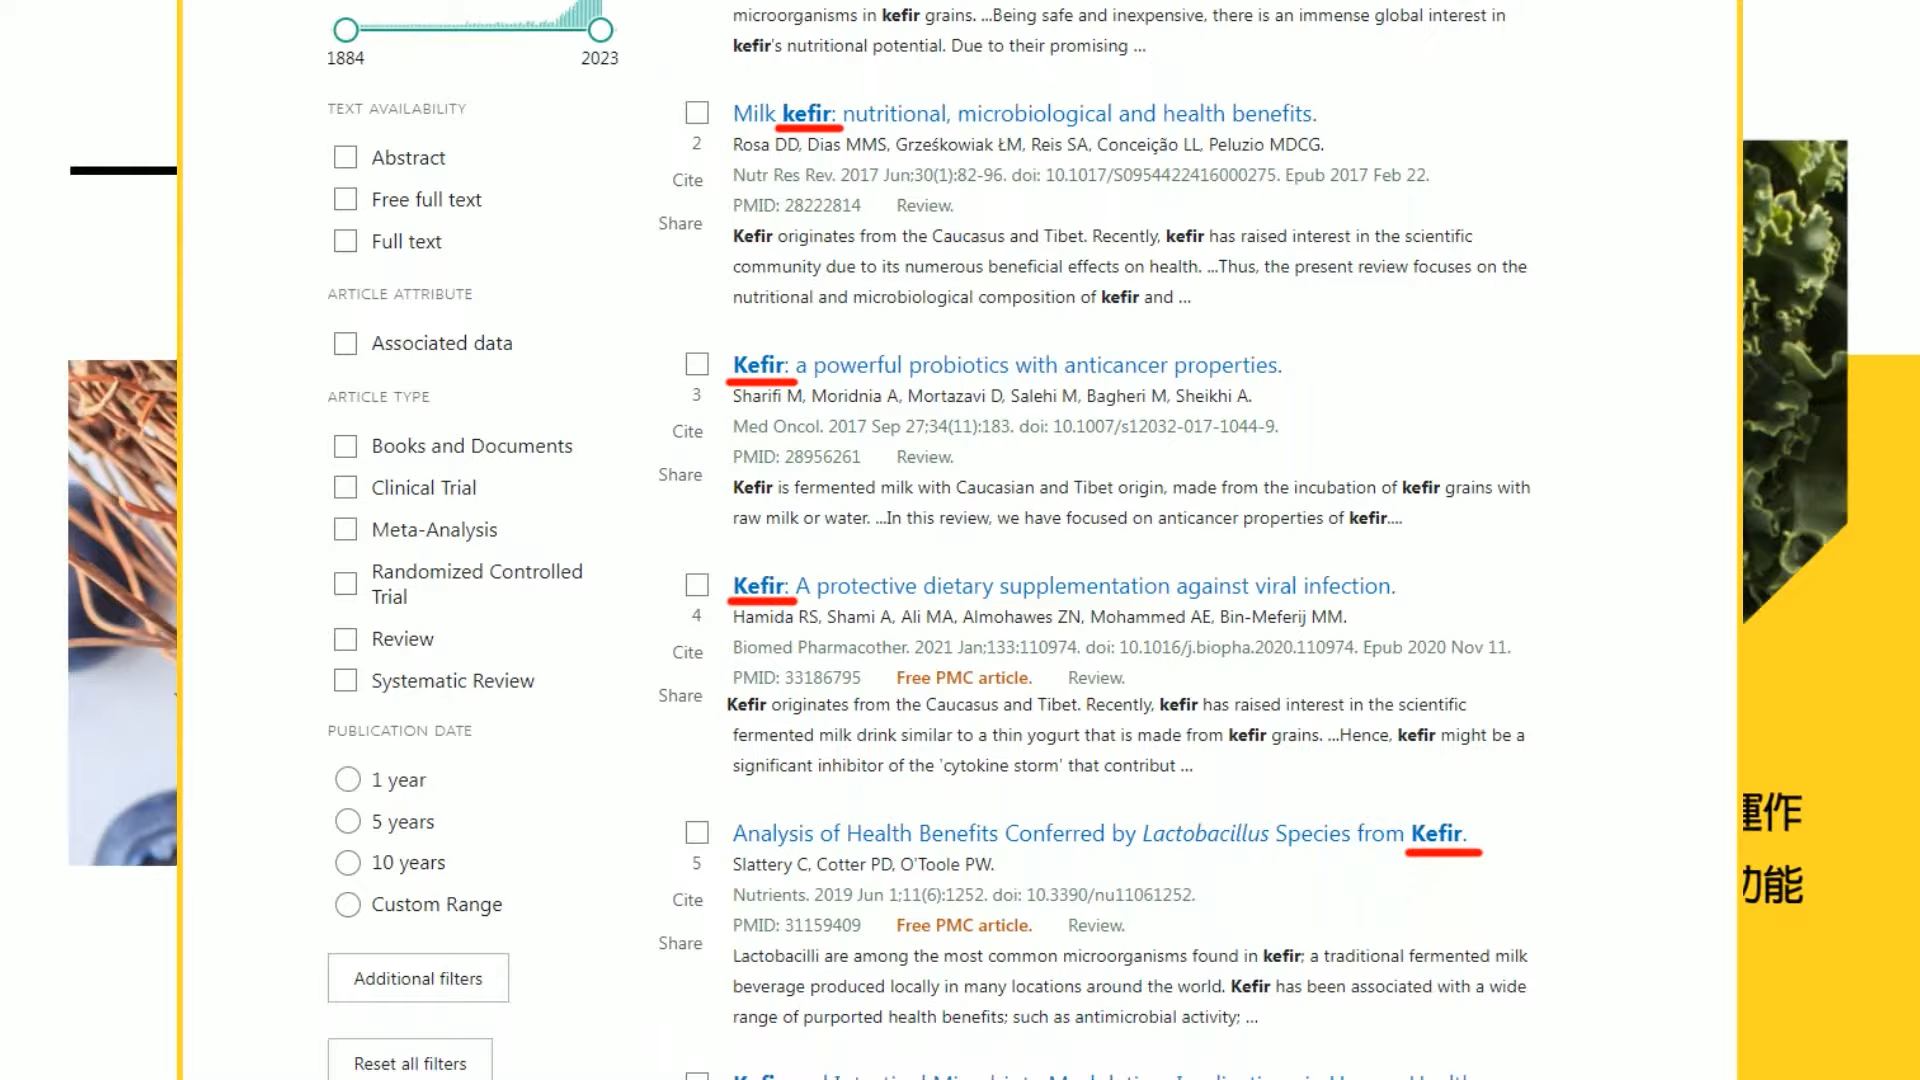 1884 2023
TEXT AVAILABILITY
Abstract
Free full text
Full text
ARTICLE ATTRIBUTE
Associated data
ARTICLE TYPE
Books and Documents
Clinical Trial
Meta-Analysis
Randomized Controlled
Trial
Review
Systematic Review
PUBLICATION DATE
1 year
5 years
10 years
Custom Range
Additional filters
Reset all filters
microorganisms in kefir grains. ...Being safe and inexpensive, there is an immense global interest in
kefir's nutritional potential. Due to their promising ...
Milk kefir: nutritional, microbiological and health benefits.
2
Cite
Share
Rosa DD, Dias MMS, Grześkowiak ŁM, Reis SA, Conceição LL, Peluzio MDCG.
Nutr Res Rev. 2017 Jun;30(1):82-96. doi: 10.1017/S0954422416000275. Epub 2017 Feb 22.
PMID: 28222814 Review.
Kefir originates from the Caucasus and Tibet. Recently, kefir has raised interest in the scientific
community due to its numerous beneficial effects on health. ...Thus, the present review focuses on the
nutritional and microbiological composition of kefir and ...
Kefir: a powerful probiotics with anticancer properties.
3
Cite
Share
Sharifi M, Moridnia A, Mortazavi D, Salehi M, Bagheri M, Sheikhi A.
Med Oncol. 2017 Sep 27;34(11):183. doi: 10.1007/s12032-017-1044-9.
PMID: 28956261 Review.
Kefir is fermented milk with Caucasian and Tibet origin, made from the incubation of kefir grains with
raw milk or water. ...In this review, we have focused on anticancer properties of kefir....
Kefir: A protective dietary supplementation against viral infection.
4
Cite
Share
Hamida RS, Shami A, Ali MA, Almohawes ZN, Mohammed AE, Bin-Meferij MM.
Biomed Pharmacother. 2021 Jan;133:110974. doi: 10.1016/j.biopha.2020.110974. Epub 2020 Nov 11.
PMID: 33186795 Free PMC article. Review.
Kefir originates from the Caucasus and Tibet. Recently, kefir has raised interest in the scientific
fermented milk drink similar to a thin yogurt that is made from kefir grains. ...Hence, kefir might be a
significant inhibitor of the 'cytokine storm' that contribut ...
Analysis of Health Benefits Conferred by Lactobacillus Species from Kefir.
5
Cite
Share
Slattery C, Cotter PD, O'Toole PW.
Nutrients. 2019 Jun 1;11(6):1252. doi: 10.3390/nu11061252.
PMID: 31159409 Free PMC article. Review.
Lactobacilli are among the most common microorganisms found in kefir; a traditional fermented milk
beverage produced locally in many locations around the world. Kefir has been associated with a wide
range of purported health benefits; such as antimicrobial activity; ...
運作
功能